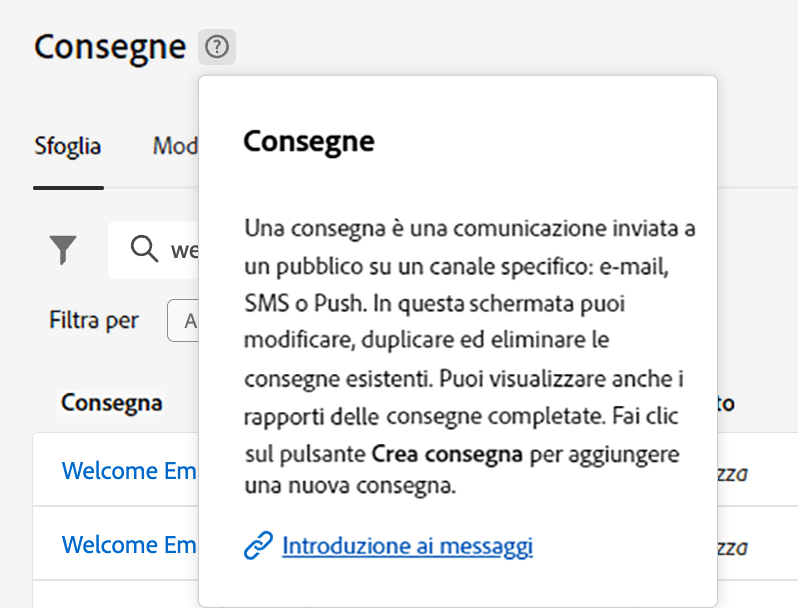 Consegne
Sfoglia Mod
Consegne
Una consegna è una comunicazione inviata a
un pubblico su un canale specifico: e-mail,
SMS o Push. In questa schermata puoi
modificare, duplicare ed eliminare le
consegne esistenti. Puoi visualizzare anche i
rapporti delle consegne completate. Fai clic
sul pulsante Crea consegna per aggiungere
una nuova consegna.
Introduzione ai messaggi
we
Filtra per A
Consegna to
Welcome Em zza
Welcome Em zza